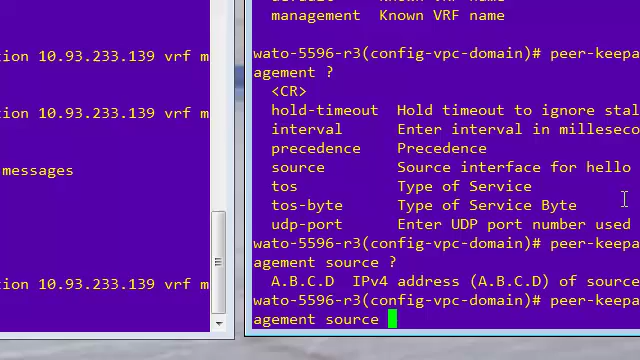 tion 10.93.233.139 vrf m
tion 10.93.233.139 vrf m
messages
tion 10.93.233.139 vrf m
management  Known VRF name
wato-5596-r3(config-vpc-domain)# peer-keepa
agement ?
<CR>
hold-timeout  Hold timeout to ignore stal
interval      Enter interval in milleseco
precedence    Precedence
source        Source interface for hello
tos           Type of Service
tos-byte      Type of Service Byte
udp-port      Enter UDP port number used
wato-5596-r3(config-vpc-domain)# peer-keepa
agement source ?
A.B.C.D  IPv4 address (A.B.C.D) of source
wato-5596-r3(config-vpc-domain)# peer-keepa
agement source